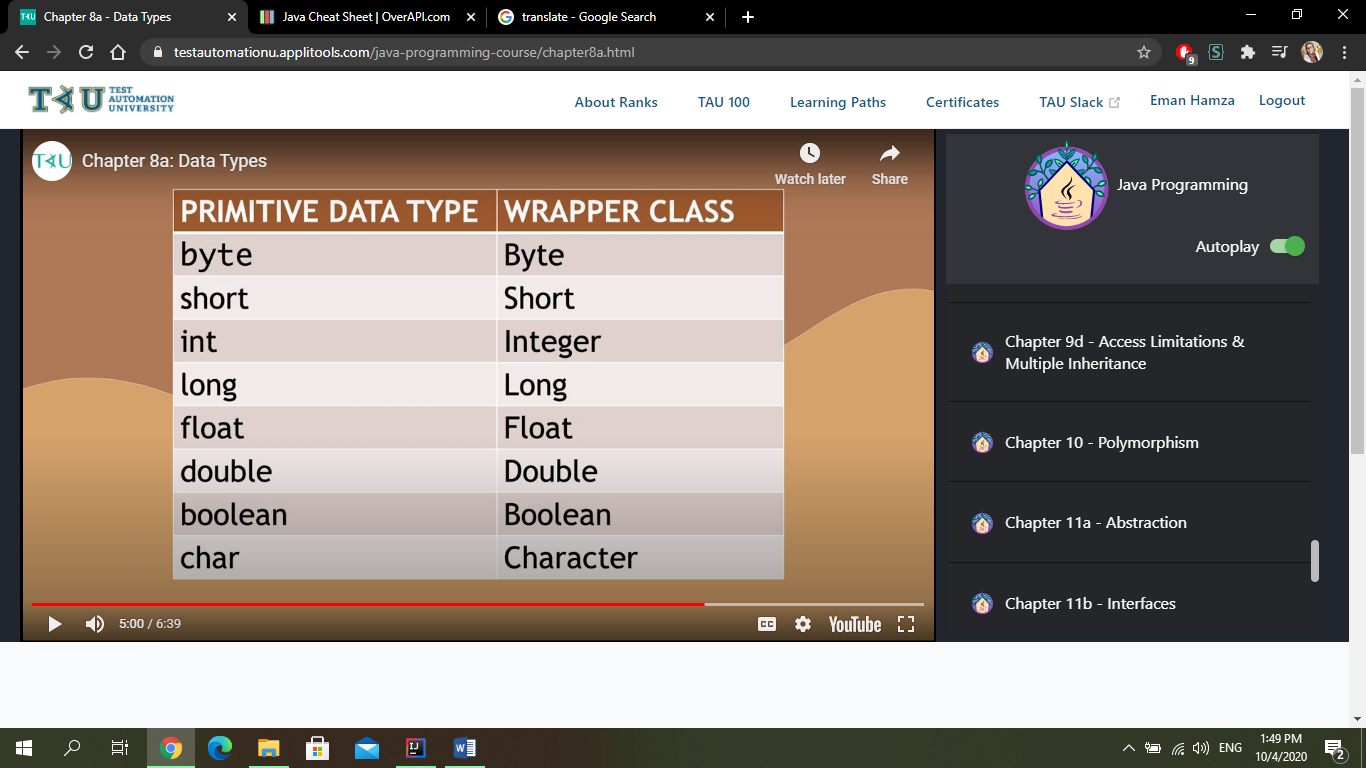 Chapter 8a - Data Types
Java Cheat Sheet | OverAPI.com
translate - Google Search
testautomationu.applitools.com/java-programming-course/chapter8a.html
9
TAU TEST AUTOMATION UNIVERSITY
About Ranks
TAU 100
Learning Paths
Certificates
TAU Slack
Eman Hamza
Logout
TAU
Chapter 8a: Data Types
Watch later
Share
PRIMITIVE DATA TYPE WRAPPER CLASS
byte Byte
short Short
int Integer
long Long
float Float
double Double
boolean Boolean
char Character
5:00 / 6:39
CC
YouTube
Java Programming
Autoplay
Chapter 9d - Access Limitations &
Multiple Inheritance
Chapter 10 - Polymorphism
Chapter 11a - Abstraction
Chapter 11b - Interfaces
ENG
1:49 PM
10/4/2020
2